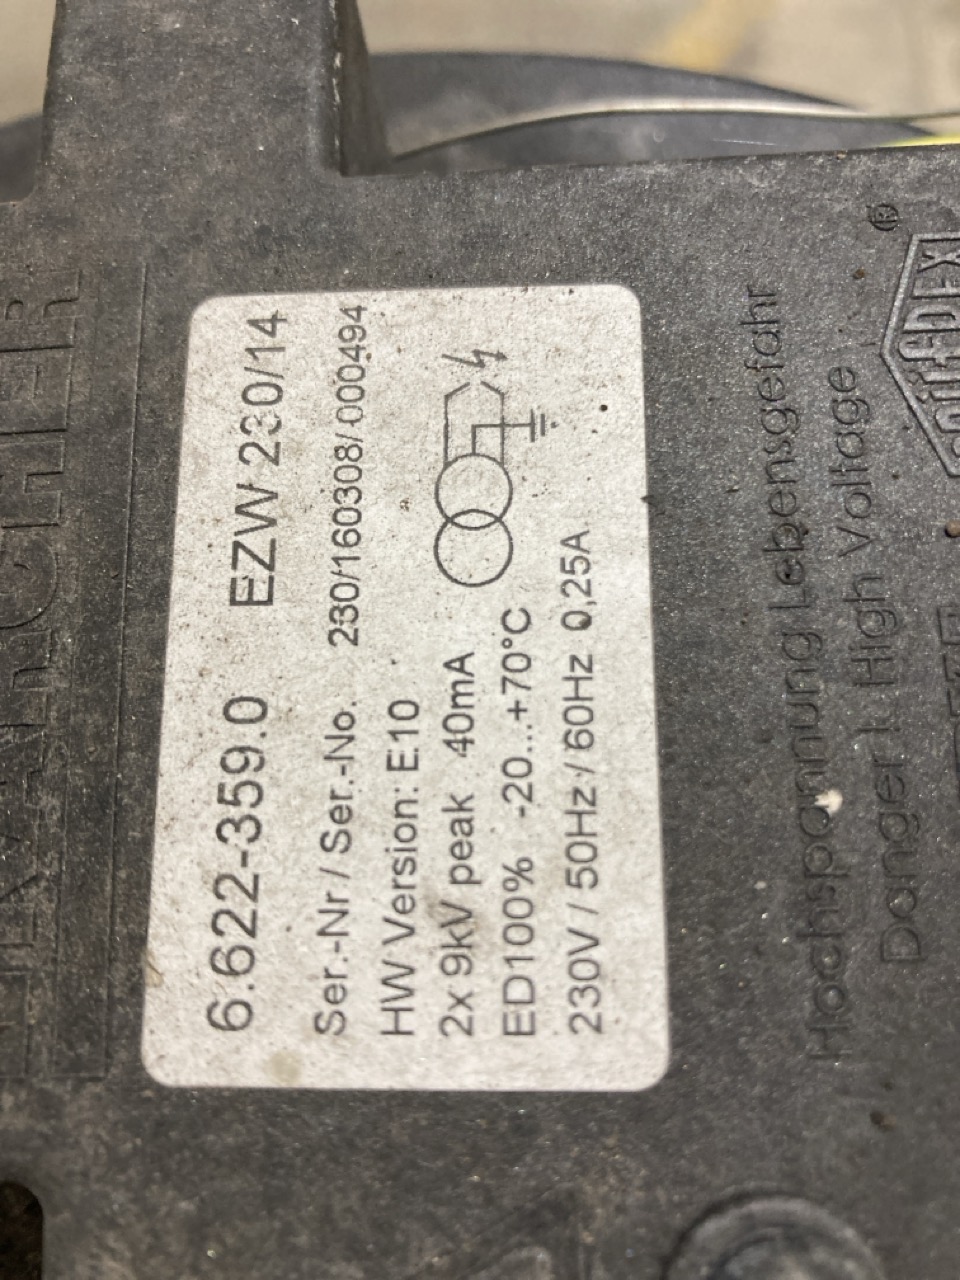 KÄRCHER
6.622-359.0 EZW 230/14
Ser.-Nr / Ser.-No. 230/160308/000494
HW Version: E10
2x 9kV peak 40mA
ED100% -20...+70°C
230V / 50Hz / 60Hz 0,25A
Hochspannung Lebensgefahr
Danger ! High Voltage
®